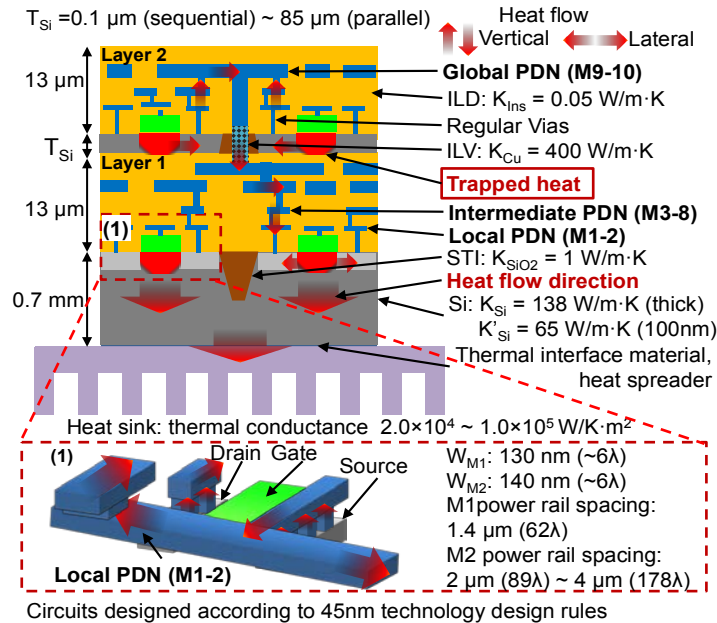 T_Si =0.1 µm (sequential) ~ 85 µm (parallel)
Heat flow
Vertical
Lateral
Layer 2
13 µm
Global PDN (M9-10)
ILD: K_Ins = 0.05 W/m·K
Regular Vias
T_Si
ILV: K_Cu = 400 W/m·K
Layer 1
Trapped heat
13 µm
Intermediate PDN (M3-8)
(1)
Local PDN (M1-2)
STI: K_SiO2 = 1 W/m·K
Heat flow direction
0.7 mm
Si: K_Si = 138 W/m·K (thick)
K'_Si = 65 W/m·K (100nm)
Thermal interface material,
heat spreader
Heat sink: thermal conductance 2.0×10⁴ ~ 1.0×10⁵ W/K·m²
(1)
Drain
Gate
Source
Local PDN (M1-2)
W_M1: 130 nm (~6λ)
W_M2: 140 nm (~6λ)
M1power rail spacing:
1.4 µm (62λ)
M2 power rail spacing:
2 µm (89λ) ~ 4 µm (178λ)
Circuits designed according to 45nm technology design rules